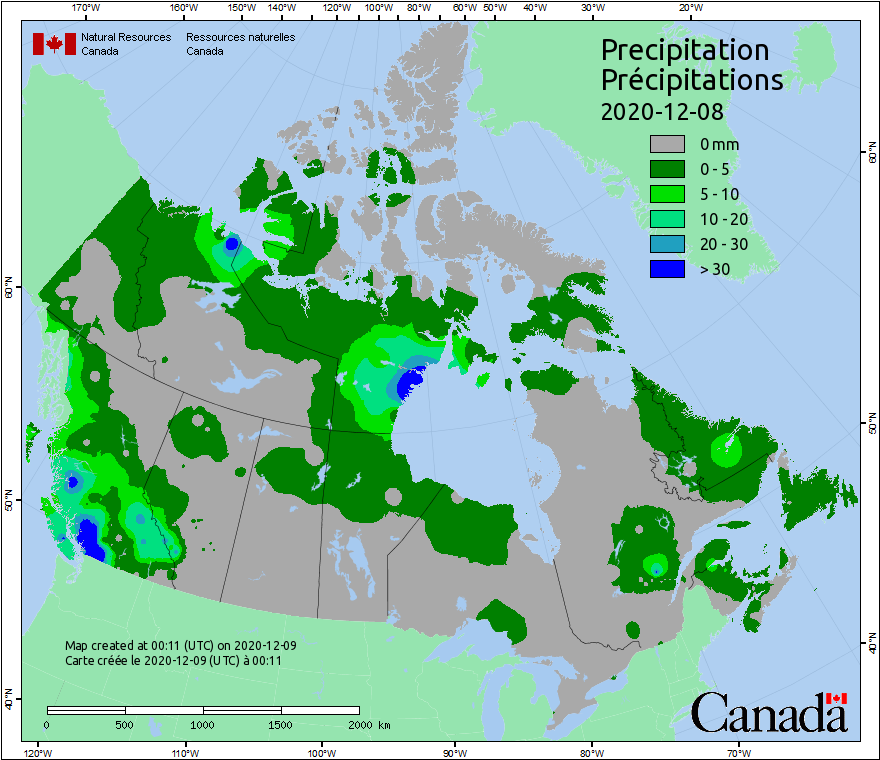 170°W 160°W 150°W 140°W 130°W 120°W 110°W 100°W 90°W 80°W 60°W 50°W 40°W 30°W 20°W
Natural Resources Canada
Ressources naturelles Canada
Precipitation
Précipitations
2020-12-08
0 mm
0 - 5
5 - 10
10 - 20
20 - 30
> 30
60°N
50°N
40°N
60°N
50°N
40°N
Map created at 00:11 (UTC) on 2020-12-09
Carte créée le 2020-12-09 (UTC) à 00:11
0 500 1000 1500 2000 km
Canada
120°W 110°W 100°W 90°W 80°W 70°W